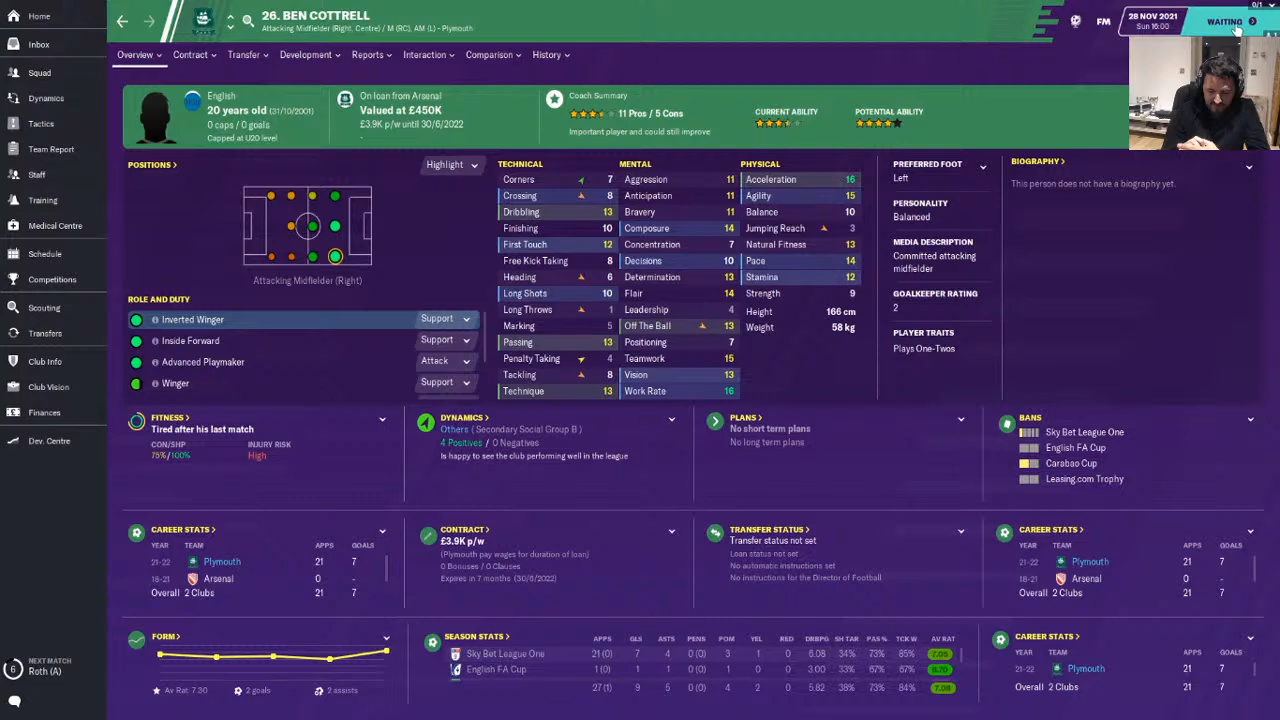 Home
Inbox
Squad
Dynamics
Tactics
Team Report
Staff
Training
Medical Centre
Schedule
Competitions
Scouting
Transfers
Club Info
Club Vision
Finances
Dev. Centre
6
NEXT MATCH
Roth (H)
26. BEN COTTRELL
Attacking Midfielder (Right, Centre) / M (RC), AM (L) - Plymouth
FM
28 NOV 2021
Sun 16:00
WAITING
0/1
1
Overview
Contract
Transfer
Development
Reports
Interaction
Comparison
History
English
20 years old (31/10/2001)
0 caps / 0 goals
Capped at U20 level
On loan from Arsenal
Valued at £450K
£3.9K p/w until 30/6/2022
-
Coach Summary
11 Pros / 5 Cons
Important player and could still improve
CURRENT ABILITY
POTENTIAL ABILITY
POSITIONS
Highlight
Attacking Midfielder (Right)
ROLE AND DUTY
Inverted Winger Support
Inside Forward Support
Advanced Playmaker Attack
Winger Support
TECHNICAL
Corners 7
Crossing 8
Dribbling 13
Finishing 10
First Touch 12
Free Kick Taking 8
Heading 6
Long Shots 10
Long Throws 1
Marking 5
Passing 13
Penalty Taking 4
Tackling 8
Technique 13
MENTAL
Aggression 11
Anticipation 11
Bravery 11
Composure 14
Concentration 7
Decisions 10
Determination 13
Flair 14
Leadership 4
Off The Ball 13
Positioning 7
Teamwork 15
Vision 13
Work Rate 16
PHYSICAL
Acceleration 16
Agility 15
Balance 10
Jumping Reach 3
Natural Fitness 13
Pace 14
Stamina 12
Strength 9
Height 166 cm
Weight 58 kg
PREFERRED FOOT
Left
PERSONALITY
Balanced
MEDIA DESCRIPTION
Committed attacking
midfielder
GOALKEEPER RATING
2
PLAYER TRAITS
Plays One-Twos
BIOGRAPHY
This person does not have a biography yet.
FITNESS
Tired after his last match
CON/SHP
75%/100%
INJURY RISK
High
DYNAMICS
Others ( Secondary Social Group B )
4 Positives / 0 Negatives
Is happy to see the club performing well in the league
PLANS
No short term plans
No long term plans
BANS
Sky Bet League One
English FA Cup
Carabao Cup
Leasing.com Trophy
CAREER STATS
YEAR TEAM APPS GOALS
21-22 Plymouth 21 7
18-21 Arsenal 0 -
Overall 2 Clubs 21 7
CONTRACT
£3.9K p/w
(Plymouth pay wages for duration of loan)
0 Bonuses / 0 Clauses
Expires in 7 months (30/6/2022)
TRANSFER STATUS
Transfer status not set
Loan status not set
No automatic instructions set
No instructions for the Director of Football
CAREER STATS
YEAR TEAM APPS GOALS
21-22 Plymouth 21 7
18-21 Arsenal 0 -
Overall 2 Clubs 21 7
FORM
Av Rat 7.30
2 goals
2 assists
SEASON STATS APPS GLS ASTS PENS POM YEL RED DRBPG SH TAR PAS % TCK W AV RAT
Sky Bet League One 21 (0) 7 4 0 (0) 3 1 0 6.08 34% 73% 85% 7.05
English FA Cup 1 (0) 1 1 0 (0) 1 0 0 3.00 33% 67% 67% 8.70
27 (1) 9 5 0 (0) 4 2 0 5.82 38% 73% 84% 7.08
CAREER STATS
YEAR TEAM APPS GOALS
21-22 Plymouth 21 7
Overall 2 Clubs 21 7